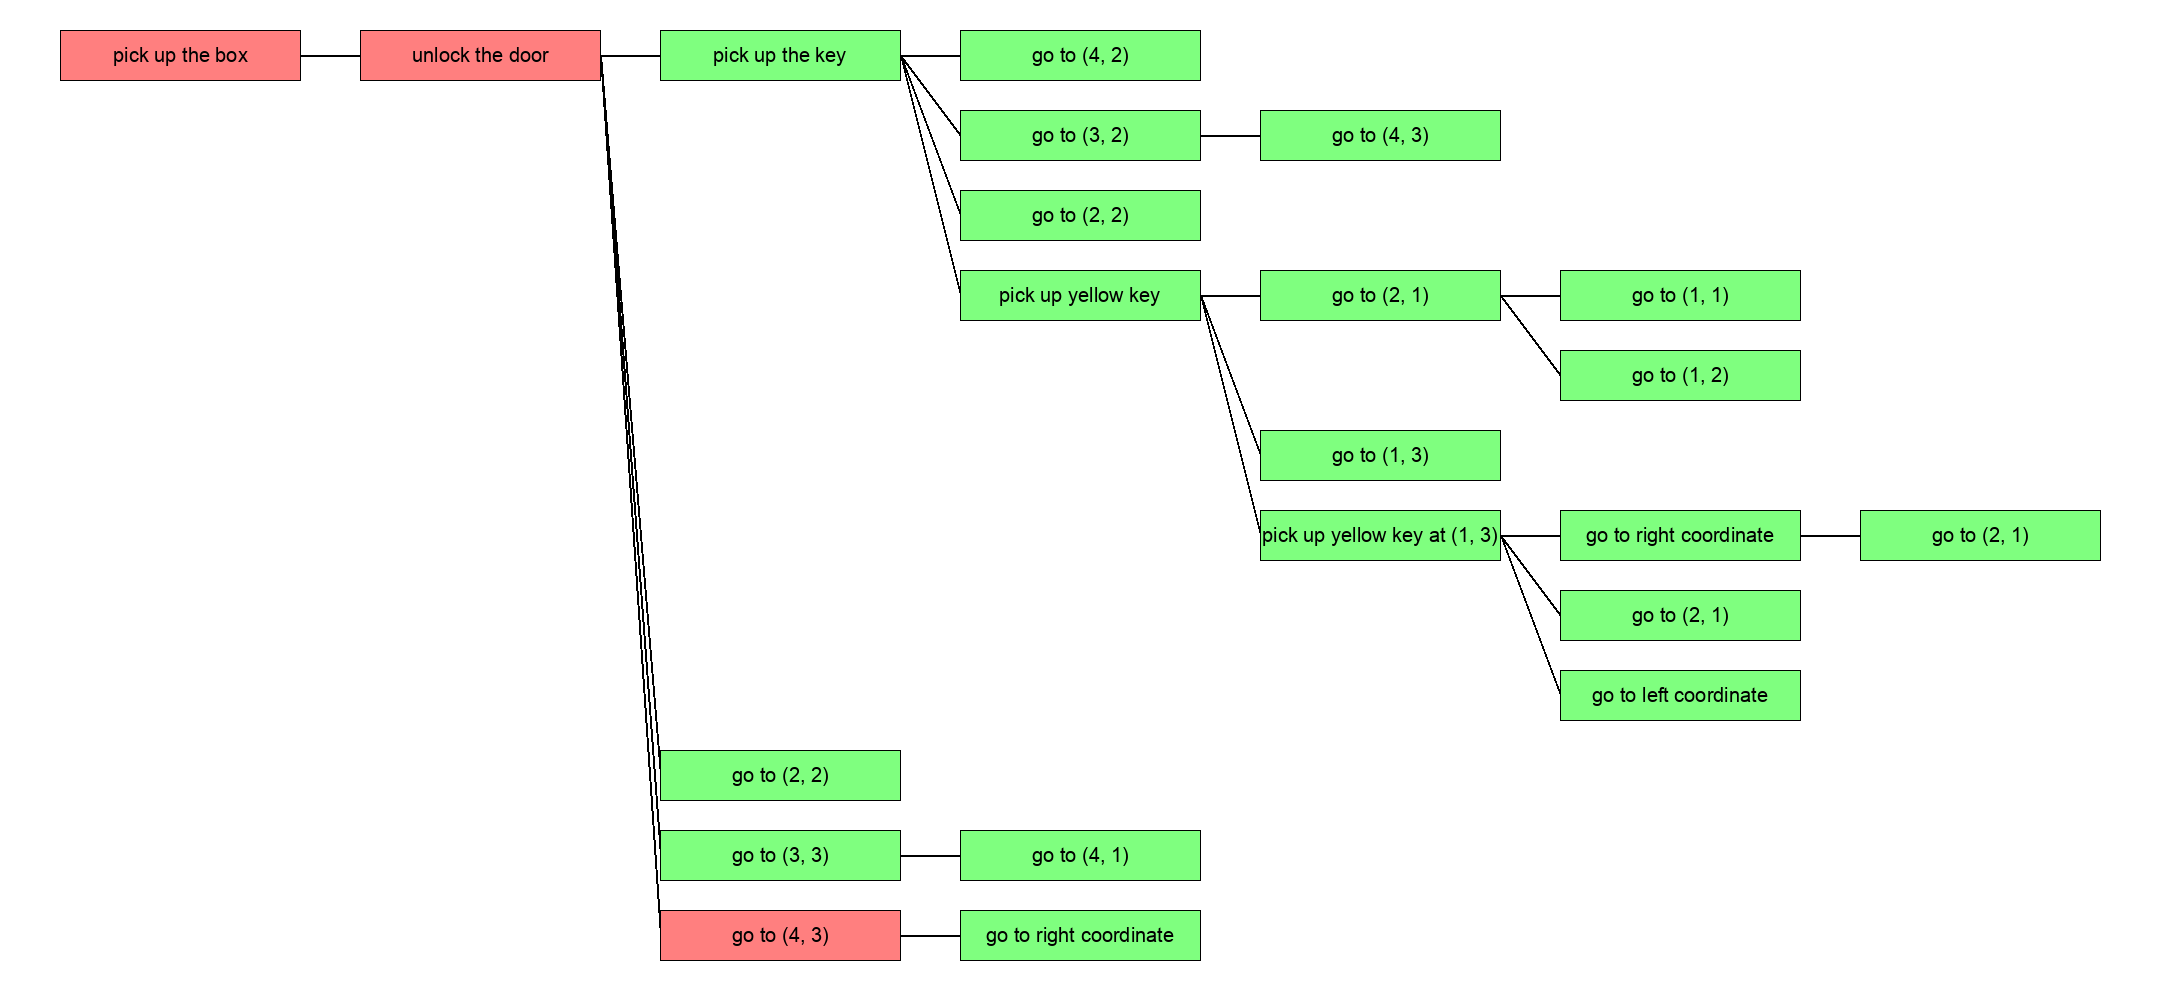 pick up the box
unlock the door
pick up the key
go to (4, 2)
go to (3, 2)
go to (4, 3)
go to (2, 2)
pick up yellow key
go to (2, 1)
go to (1, 1)
go to (1, 2)
go to (1, 3)
pick up yellow key at (1, 3)
go to right coordinate
go to (2, 1)
go to (2, 1)
go to left coordinate
go to (2, 2)
go to (3, 3)
go to (4, 1)
go to (4, 3)
go to right coordinate